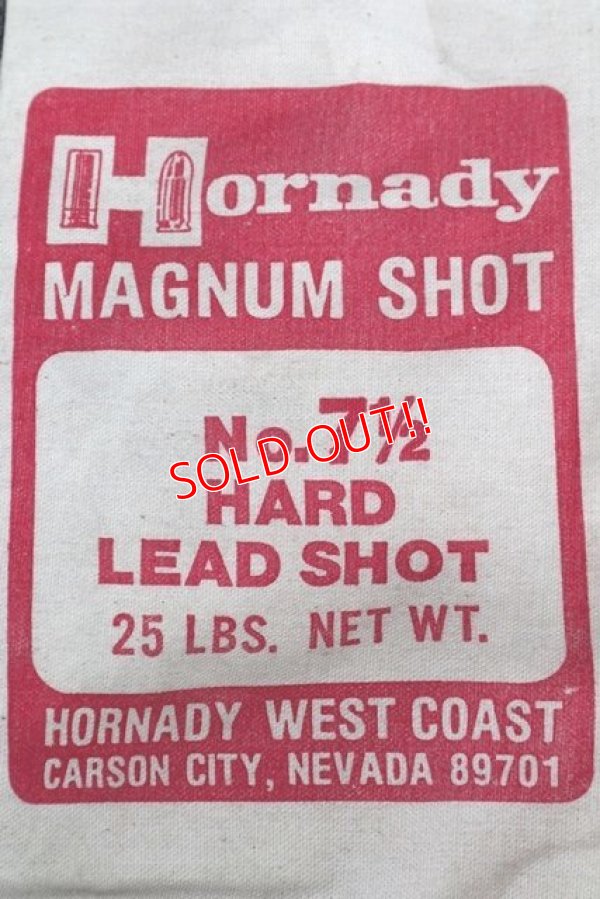 Hornady
MAGNUM SHOT
No. 7½
SOLD OUT!!
HARD
LEAD SHOT
25 LBS. NET WT.
HORNADY WEST COAST
CARSON CITY, NEVADA 89701